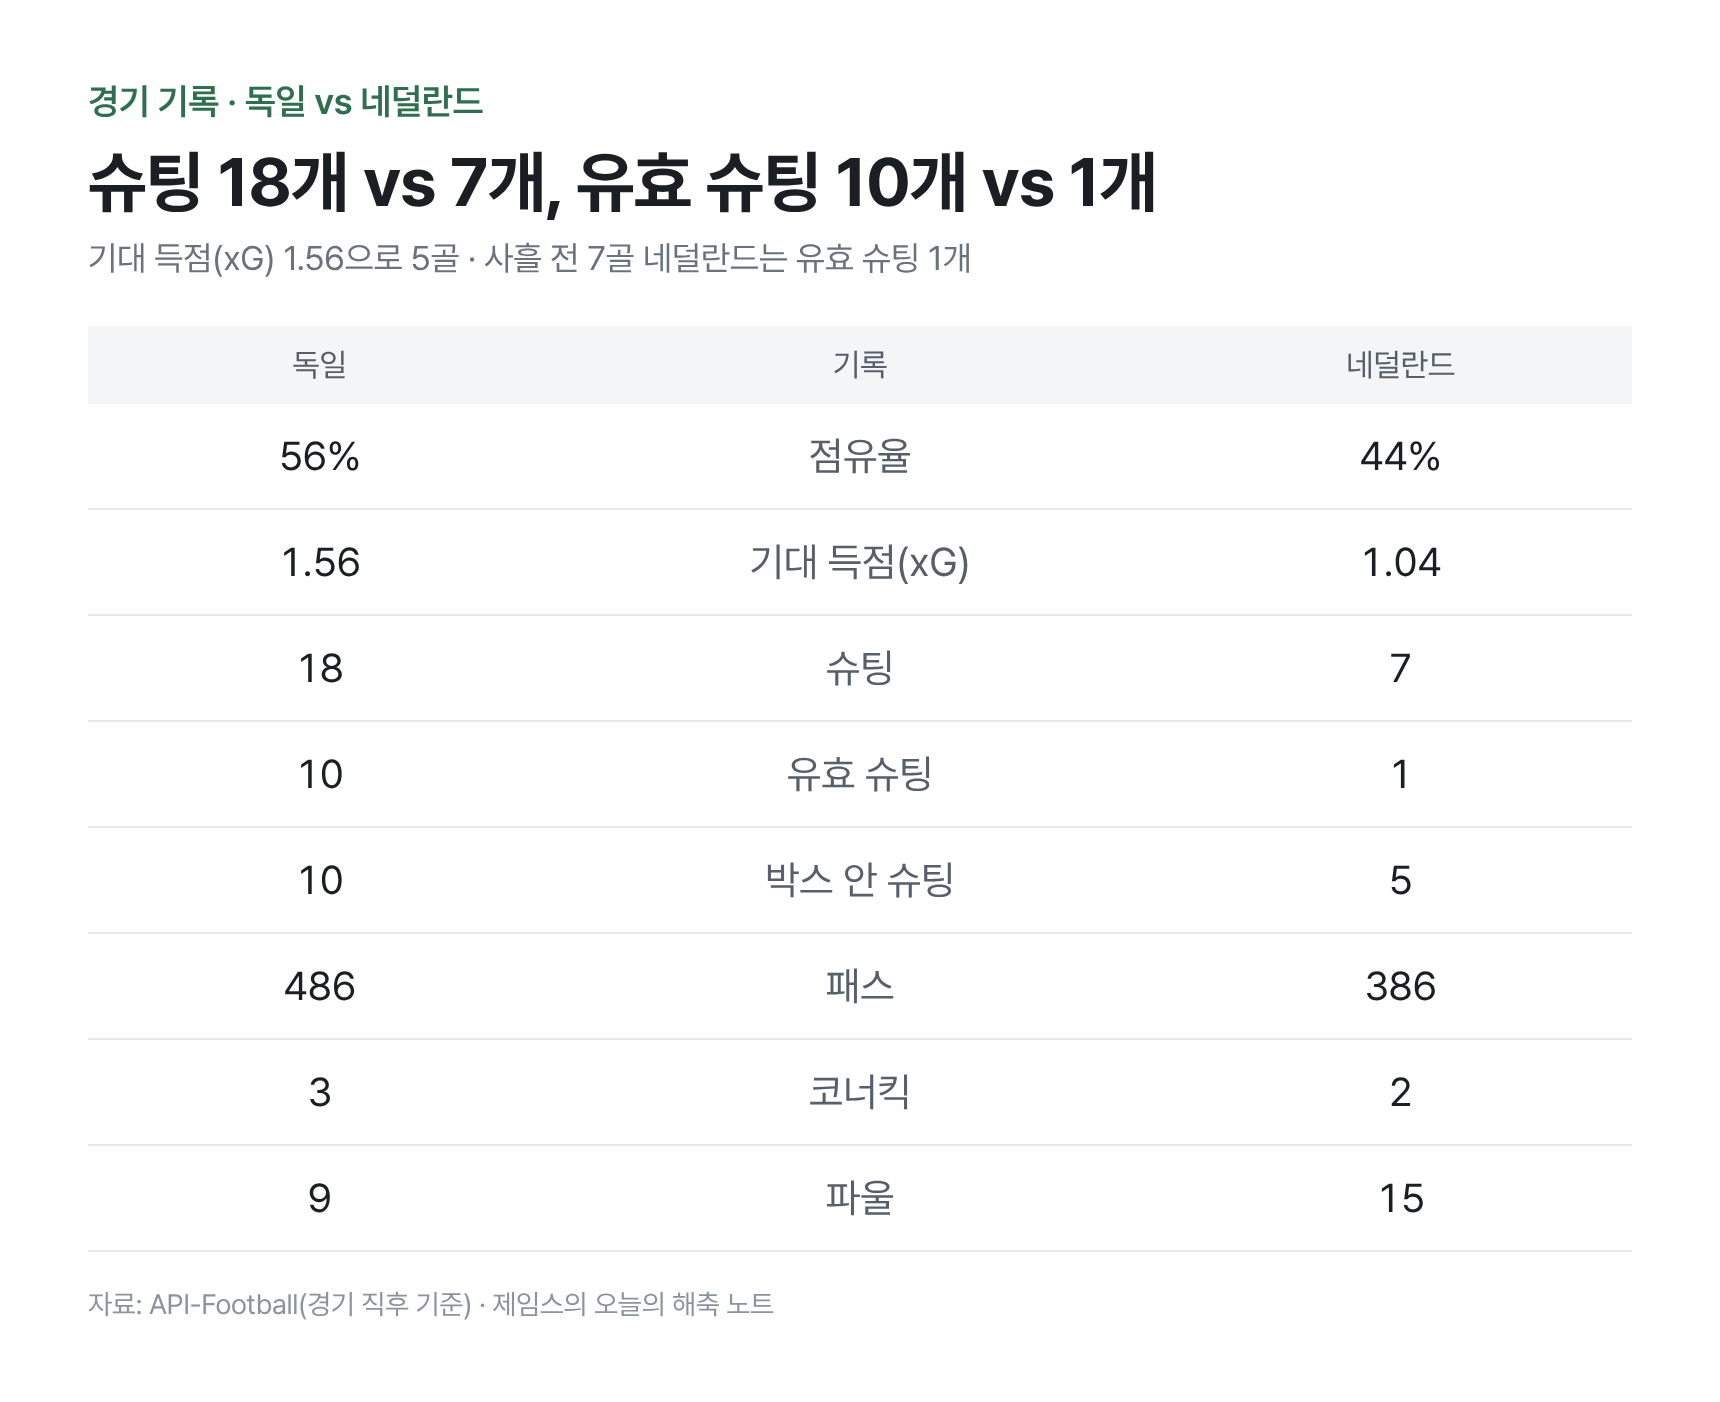 경기 기록 · 독일 vs 네덜란드
슈팅 18개 vs 7개, 유효 슈팅 10개 vs 1개
기대 득점(xG) 1.56으로 5골 · 사흘 전 7골 네덜란드는 유효 슈팅 1개
독일 기록 네덜란드
56% 점유율 44%
1.56 기대 득점(xG) 1.04
18 슈팅 7
10 유효 슈팅 1
10 박스 안 슈팅 5
486 패스 386
3 코너킥 2
9 파울 15
자료: API-Football(경기 직후 기준) · 제임스의 오늘의 해축 노트